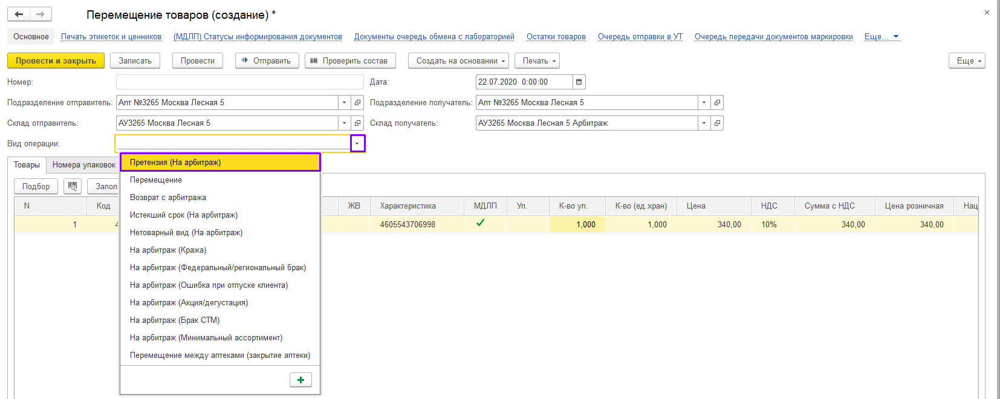 Перемещение товаров (создание) *
Основное Печать этикеток и ценников (МДЛП) Статусы информирования документов Документы очередь обмена с лабораторией Остатки товаров Очередь отправки в УТ Очередь передачи документов маркировки Еще...
Провести и закрыть Записать Провести Отправить Проверить состав Создать на основании Печать Еще
Номер: Дата: 22.07.2020 0:00:00
Подразделение отправитель: Апт №3265 Москва Лесная 5 Подразделение получатель: Апт №3265 Москва Лесная 5
Склад отправитель: АУ3265 Москва Лесная 5 Склад получатель: АУ3265 Москва Лесная 5 Арбитраж
Вид операции:
Товары Номера упаковок
Претензия (На арбитраж)
Перемещение
Возврат с арбитража
Истекший срок (На арбитраж)
Нетоварный вид (На арбитраж)
На арбитраж (Кража)
На арбитраж (Федеральный/региональный брак)
На арбитраж (Ошибка при отпуске клиента)
На арбитраж (Акция/дегустация)
На арбитраж (Брак СТМ)
На арбитраж (Минимальный ассортимент)
Перемещение между аптеками (закрытие аптеки)
Подбор Запол
N Код ЖВ Характеристика МДЛП Уп. К-во уп. К-во (ед.хран) Цена НДС Сумма с НДС Цена розничная Нац
1 4605543706998 1,000 1,000 340,00 10% 340,00 340,00